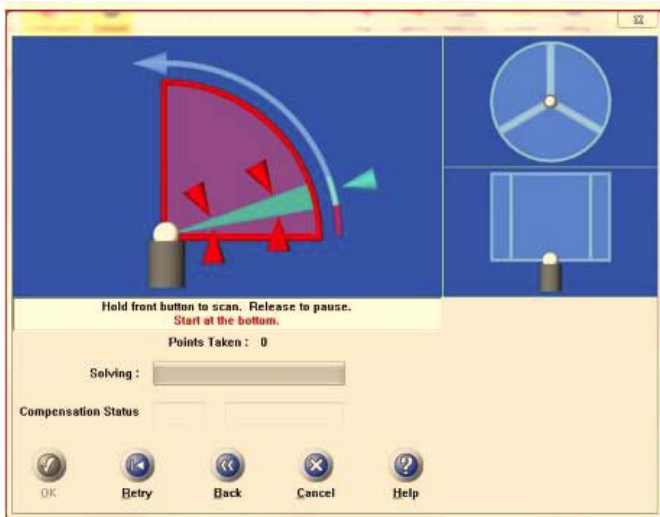 Hold front button to scan. Release to pause.
Start at the bottom.
Points Taken : 0
Solving :
Compensation Status
OK
Retry
Back
Cancel
Help